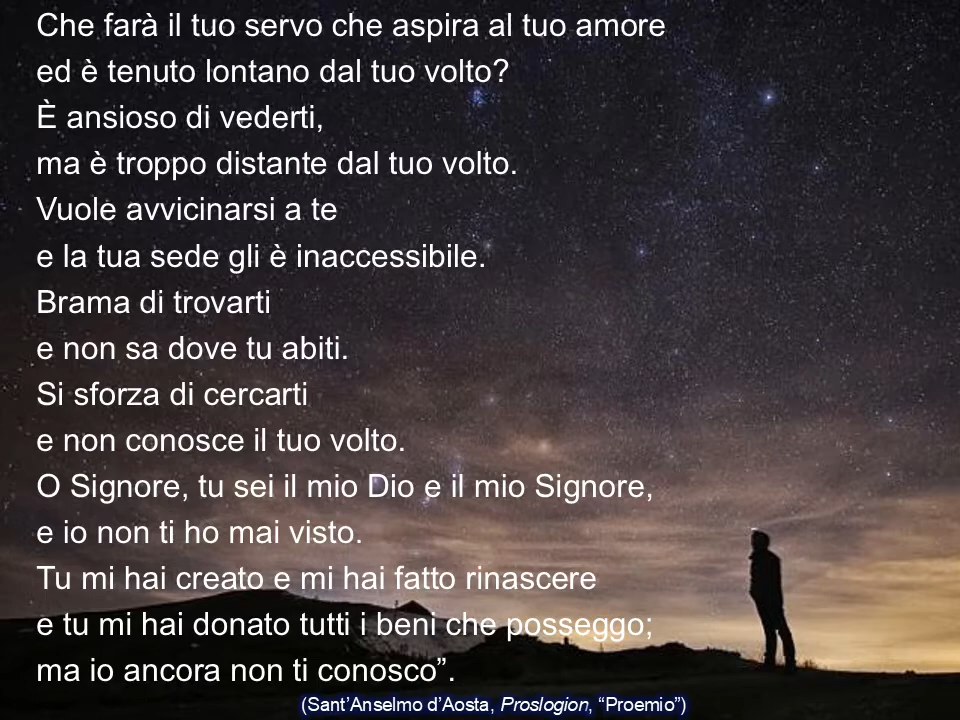 Che farà il tuo servo che aspira al tuo amore
ed è tenuto lontano dal tuo volto?
È ansioso di vederti,
ma è troppo distante dal tuo volto.
Vuole avvicinarsi a te
e la tua sede gli è inaccessibile.
Brama di trovarti
e non sa dove tu abiti.
Si sforza di cercarti
e non conosce il tuo volto.
O Signore, tu sei il mio Dio e il mio Signore,
e io non ti ho mai visto.
Tu mi hai creato e mi hai fatto rinascere
e tu mi hai donato tutti i beni che posseggo;
ma io ancora non ti conosco”.
(Sant’Anselmo d’Aosta, Proslogion, “Proemio”)